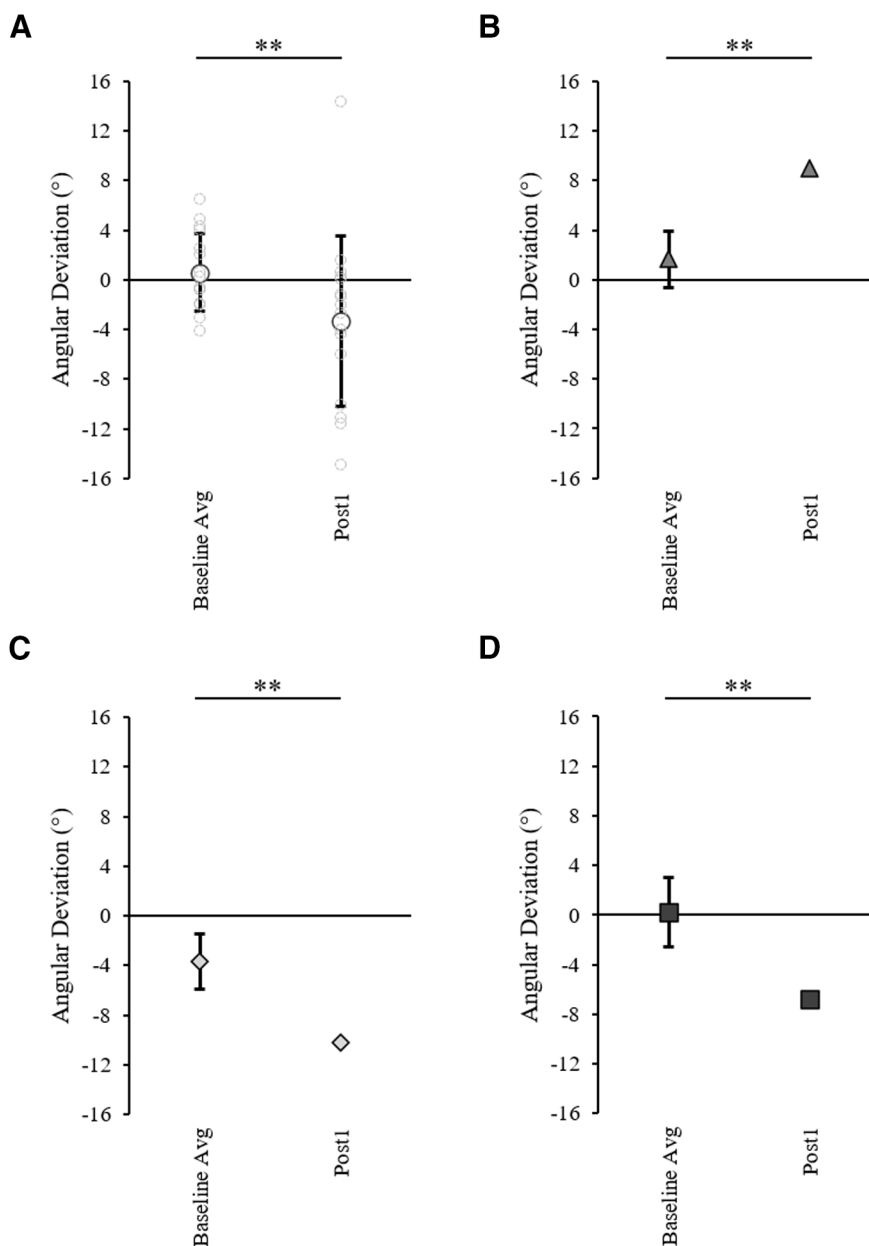 A
**
16
12
8
4
0
-4
-8
-12
-16
Angular Deviation (°)
Baseline Avg
Post1
B
**
16
12
8
4
0
-4
-8
-12
-16
Angular Deviation (°)
Baseline Avg
Post1
C
**
16
12
8
4
0
-4
-8
-12
-16
Angular Deviation (°)
Baseline Avg
Post1
D
**
16
12
8
4
0
-4
-8
-12
-16
Angular Deviation (°)
Baseline Avg
Post1